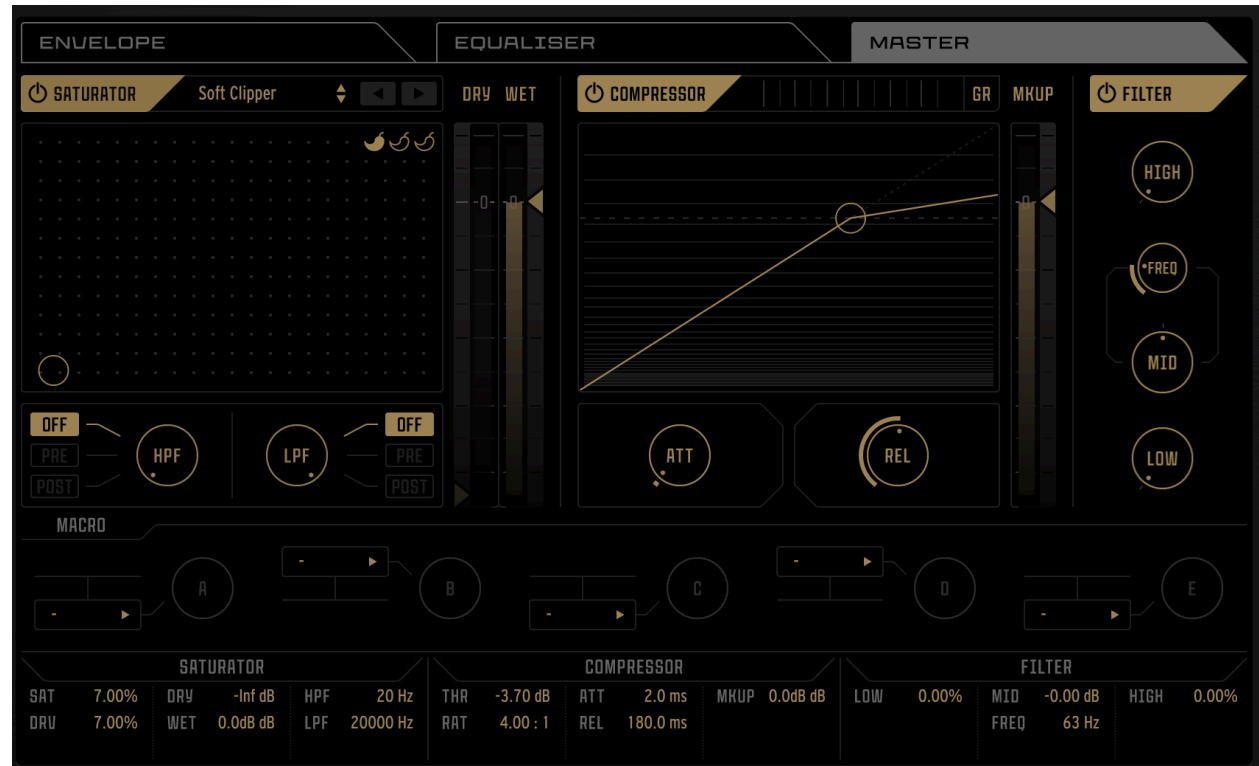 ENVELOPE EQUALISER MASTER
SATURATOR Soft Clipper DRY WET COMPRESSOR GR MKUP FILTER
HIGH
-0- -0- -0-
FREQ
MID
OFF OFF
HPF LPF ATT REL LOW
PRE PRE
POST POST
MACRO
A B C D E
- - - - -
SATURATOR COMPRESSOR FILTER
SAT 7.00% DRY -Inf dB HPF 20 Hz THR -3.70 dB ATT 2.0 ms MKUP 0.0dB dB LOW 0.00% MID -0.00 dB HIGH 0.00%
DRV 7.00% WET 0.0dB dB LPF 20000 Hz RAT 4.00 : 1 REL 180.0 ms FREQ 63 Hz